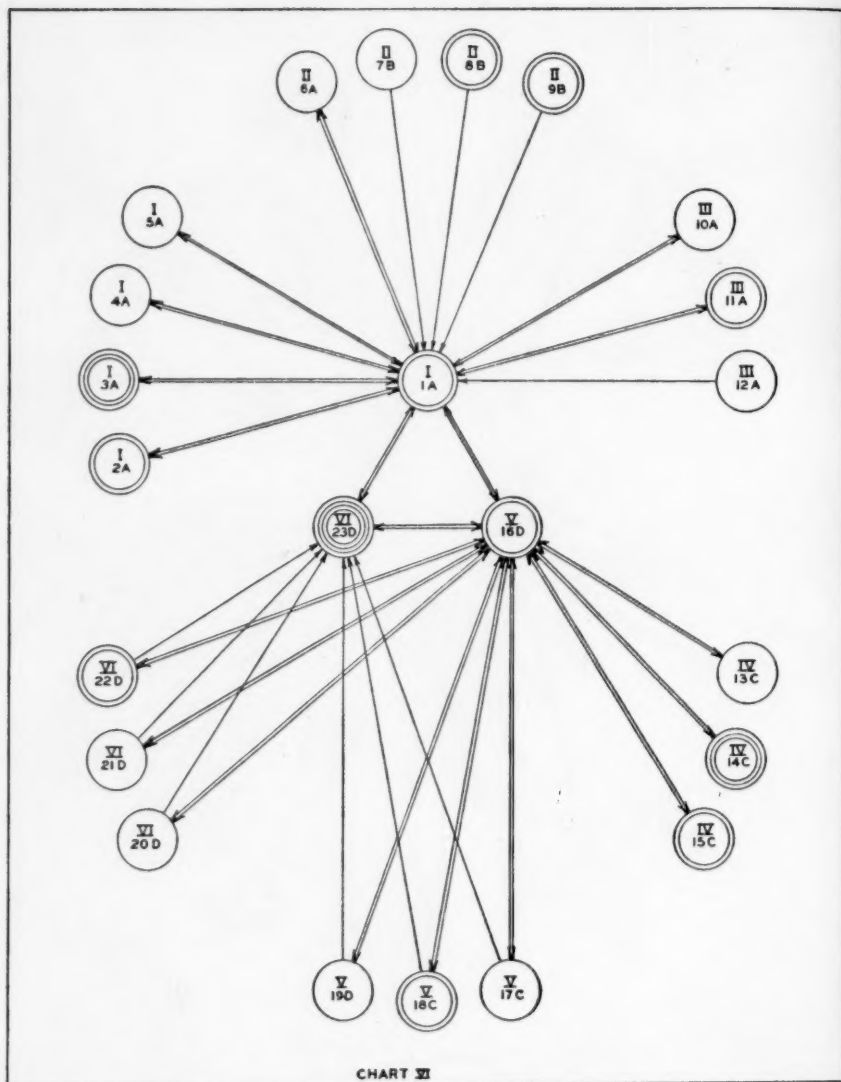 II
6A
II
7B
II
8B
II
9B
I
5A
III
10A
I
4A
III
11A
I
3A
I
1A
III
12A
I
2A
VI
23D
V
16D
VI
22D
IV
13C
VI
21D
IV
14C
VI
20D
IV
15C
V
19D
V
18C
V
17C
CHART VI